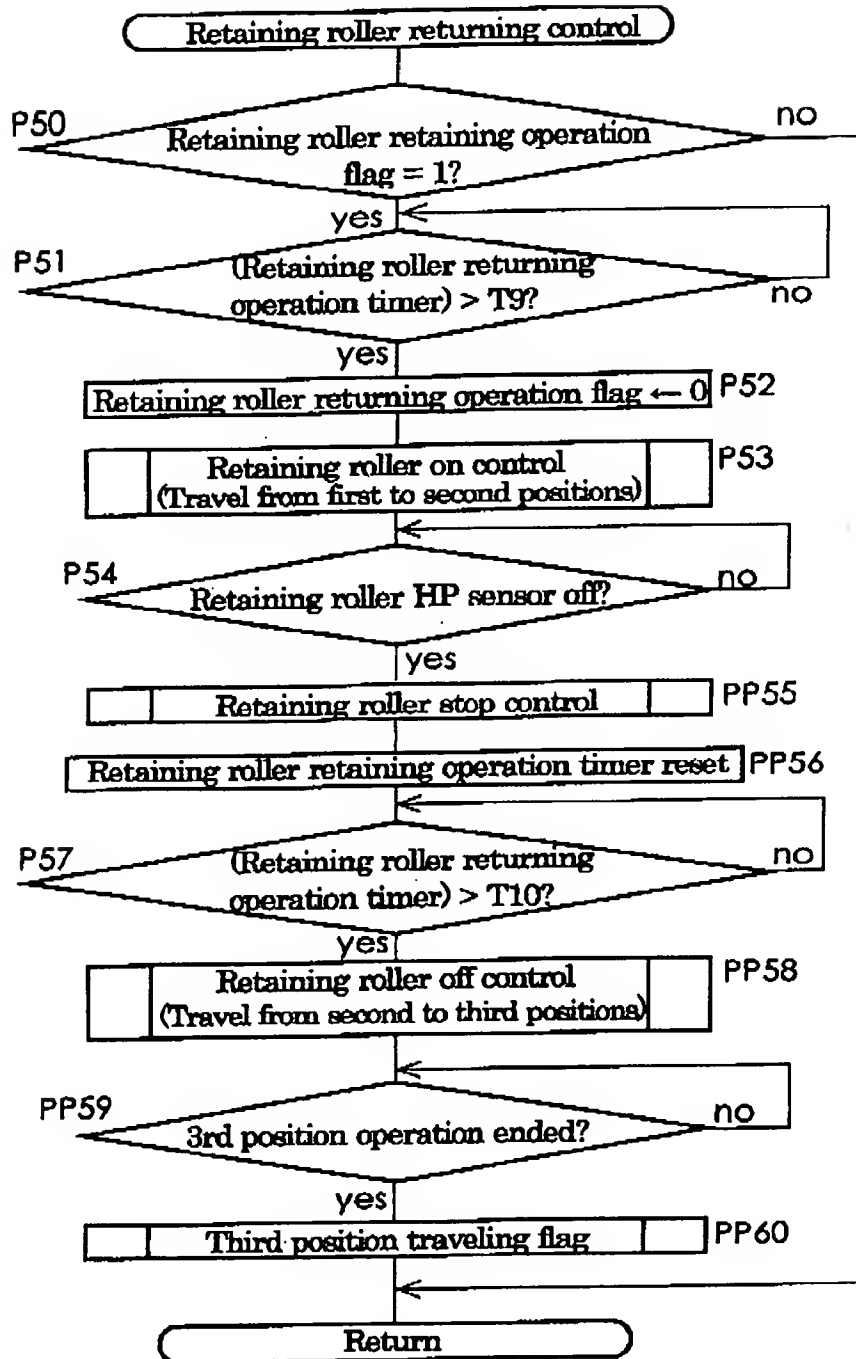 Retaining roller returning control
P50
no
Retaining roller retaining operation
flag = 1?
yes
P51
(Retaining roller returning
operation timer) > T9?
no
yes
Retaining roller returning operation flag ← 0
P52
Retaining roller on control
(Travel from first to second positions)
P53
P54
Retaining roller HP sensor off?
no
yes
Retaining roller stop control
PP55
Retaining roller retaining operation timer reset
PP56
P57
(Retaining roller returning
operation timer) > T10?
no
yes
Retaining roller off control
(Travel from second to third positions)
PP58
PP59
3rd position operation ended?
no
yes
Third position traveling flag
PP60
Return